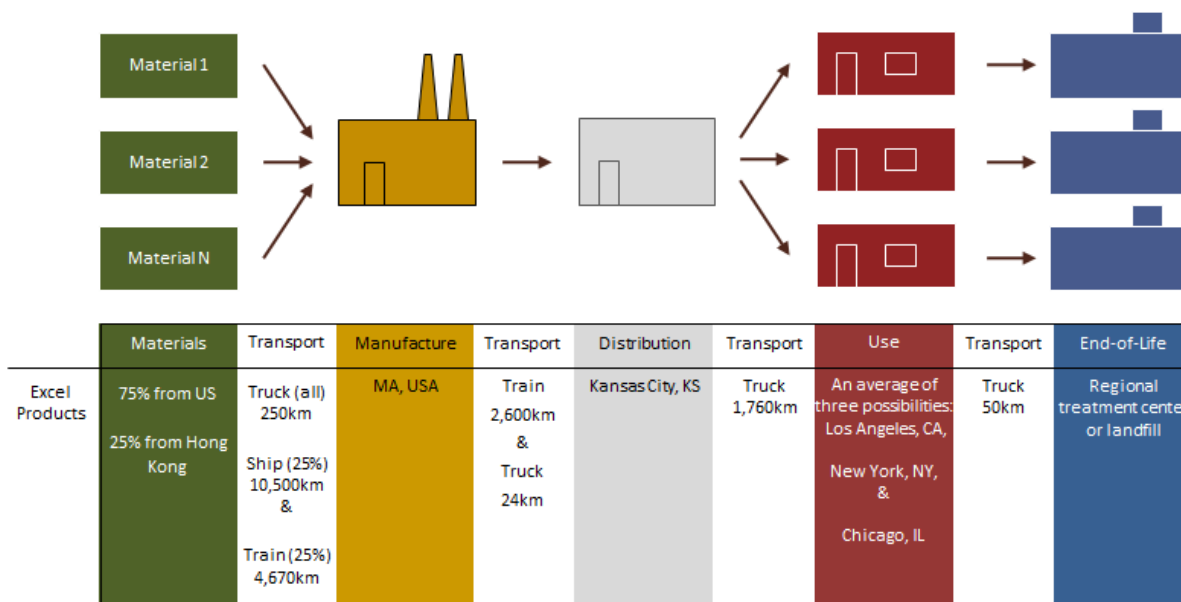 Material 1
Material 2
Material N
Materials
Transport
Manufacture
Transport
Distribution
Transport
Use
Transport
End-of-Life
Excel
Products
75% from US
25% from Hong
Kong
Truck (all)
250km
Ship (25%)
10,500km
&
Train (25%)
4,670km
MA, USA
Train
2,600km
&
Truck
24km
Kansas City, KS
Truck
1,760km
An average of
three possibilities:
Los Angeles, CA,
New York, NY,
&
Chicago, IL
Truck
50km
Regional
treatment cente
or landfill